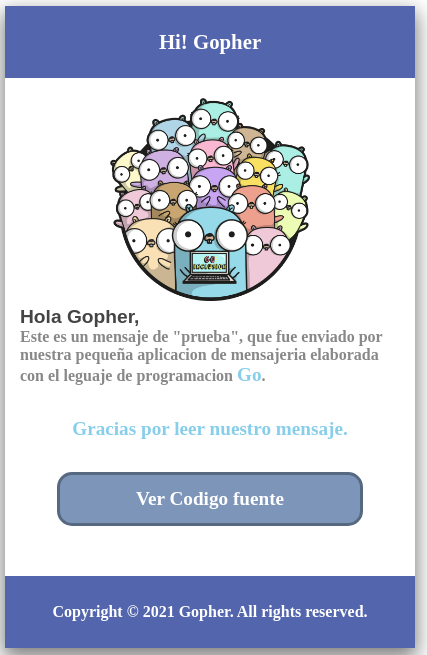 Hi! Gopher
GO
Hola Gopher,
Este es un mensaje de "prueba", que fue enviado por
nuestra pequeña aplicacion de mensajeria elaborada
con el leguaje de programacion Go.
Gracias por leer nuestro mensaje.
Ver Codigo fuente
Copyright © 2021 Gopher. All rights reserved.